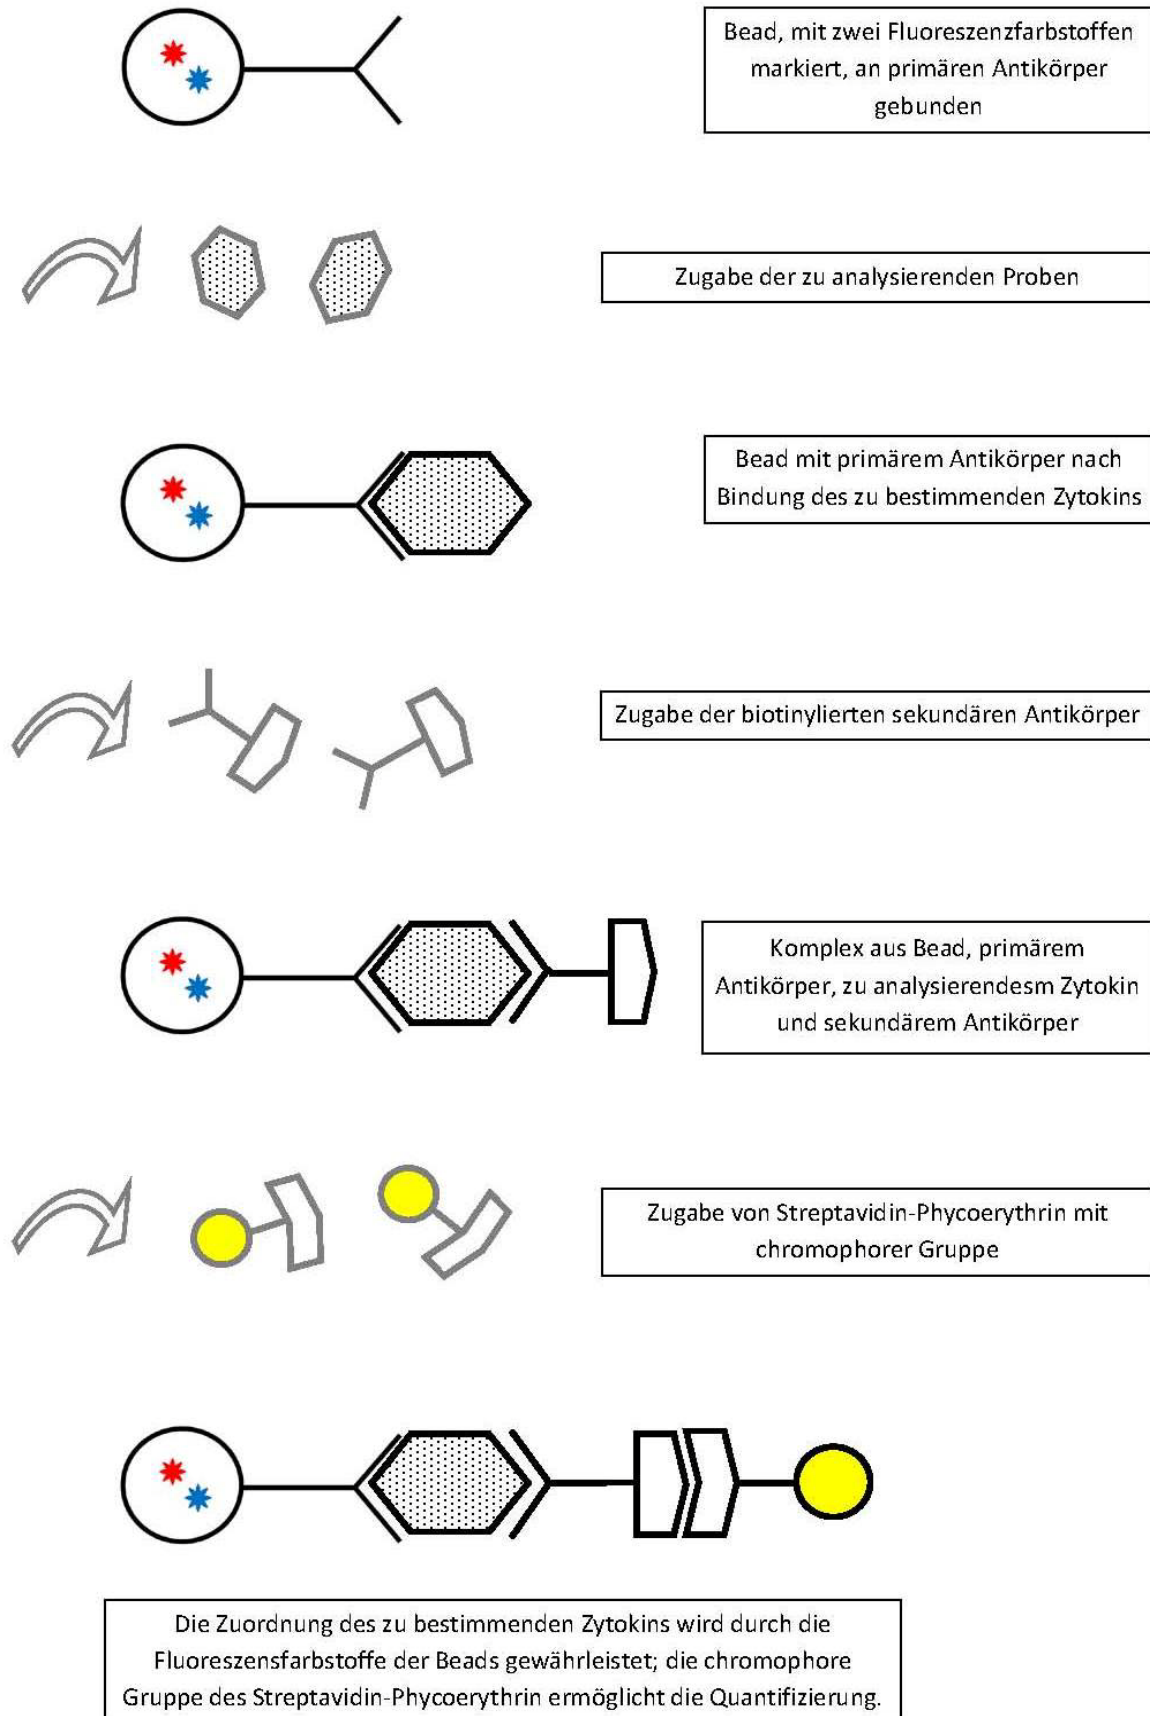 Bead, mit zwei Fluoreszenzfarbstoffen
markiert, an primären Antikörper
gebunden
Zugabe der zu analysierenden Proben
Bead mit primärem Antikörper nach
Bindung des zu bestimmenden Zytokins
Zugabe der biotinylierten sekundären Antikörper
Komplex aus Bead, primärem
Antikörper, zu analysierendesm Zytokin
und sekundärem Antikörper
Zugabe von Streptavidin-Phycoerythrin mit
chromophorer Gruppe
Die Zuordnung des zu bestimmenden Zytokins wird durch die
Fluoreszensfarbstoffe der Beads gewährleistet; die chromophore
Gruppe des Streptavidin-Phycoerythrin ermöglicht die Quantifizierung.